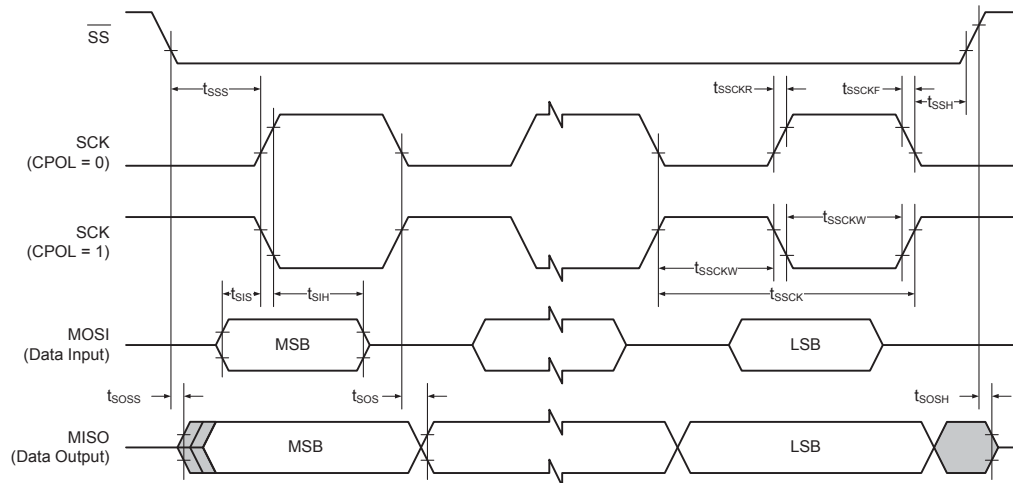 SS
tSSS
tSSCKR
tSSCKF
tSSH
SCK
(CPOL = 0)
SCK
(CPOL = 1)
tSSCKW
tSSCKW
tSIS
tSIH
tSSCK
MOSI
(Data Input)
MSB
LSB
tSOSS
tSOS
tSOSH
MISO
(Data Output)
MSB
LSB